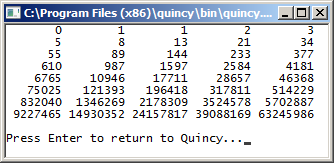 C:\Program Files (x86)\quincy\bin\quincy....
0 1 1 2 3
5 8 13 21 34
55 89 144 233 377
610 987 1597 2584 4181
6765 10946 17711 28657 46368
75025 121393 196418 317811 514229
832040 1346269 2178309 3524578 5702887
9227465 14930352 24157817 39088169 63245986
Press Enter to return to Quincy...